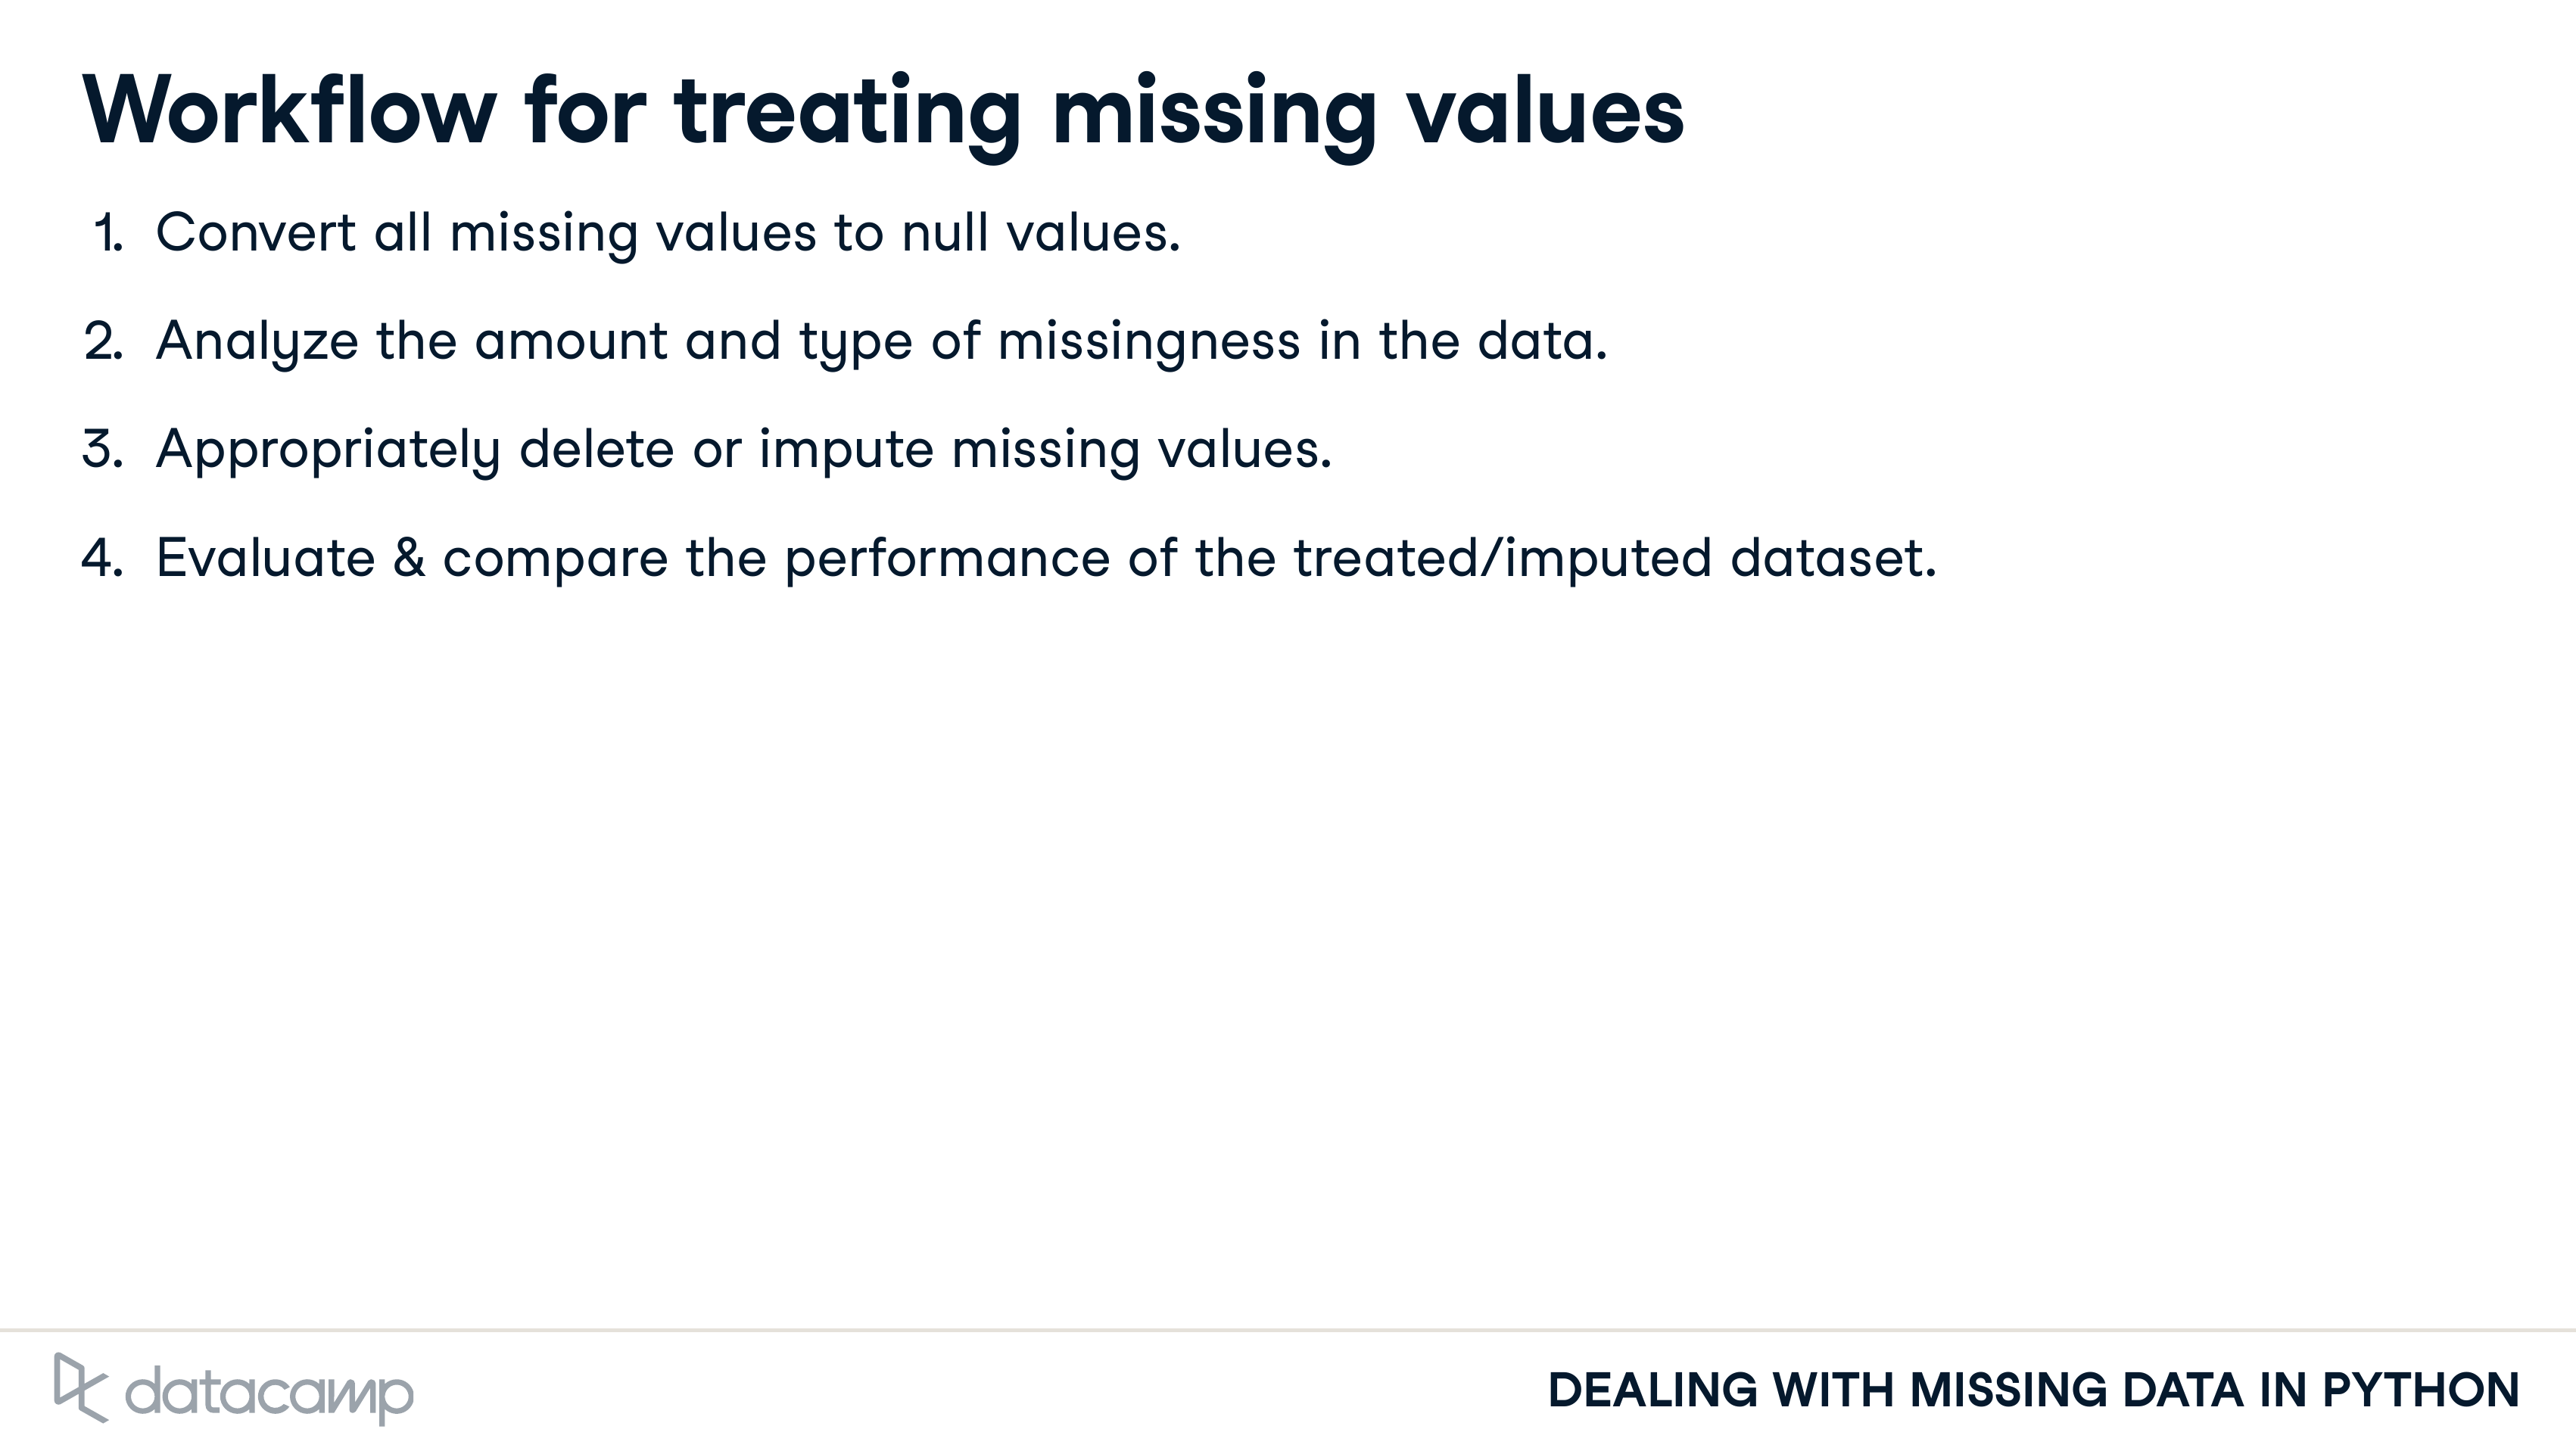 Workflow for treating missing values
1. Convert all missing values to null values.
2. Analyze the amount and type of missingness in the data.
3. Appropriately delete or impute missing values.
4. Evaluate & compare the performance of the treated/imputed dataset.
datacamp
DEALING WITH MISSING DATA IN PYTHON